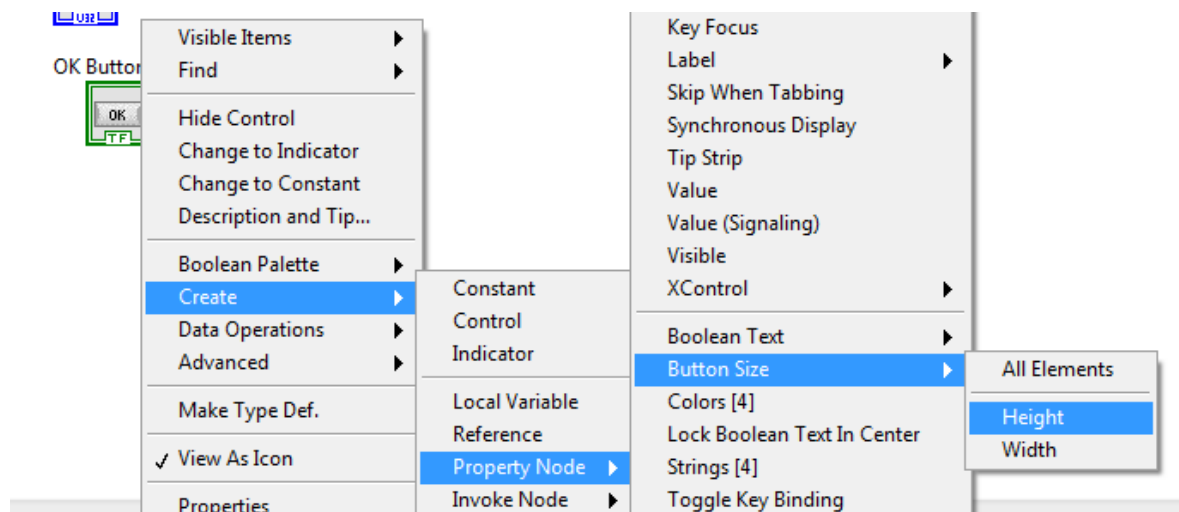 U32
OK Button
OK
TF
Visible Items
Find
Hide Control
Change to Indicator
Change to Constant
Description and Tip...
Boolean Palette
Create
Data Operations
Advanced
Make Type Def.
View As Icon
Properties
Constant
Control
Indicator
Local Variable
Reference
Property Node
Invoke Node
Key Focus
Label
Skip When Tabbing
Synchronous Display
Tip Strip
Value
Value (Signaling)
Visible
XControl
Boolean Text
Button Size
Colors [4]
Lock Boolean Text In Center
Strings [4]
Toggle Key Binding
All Elements
Height
Width